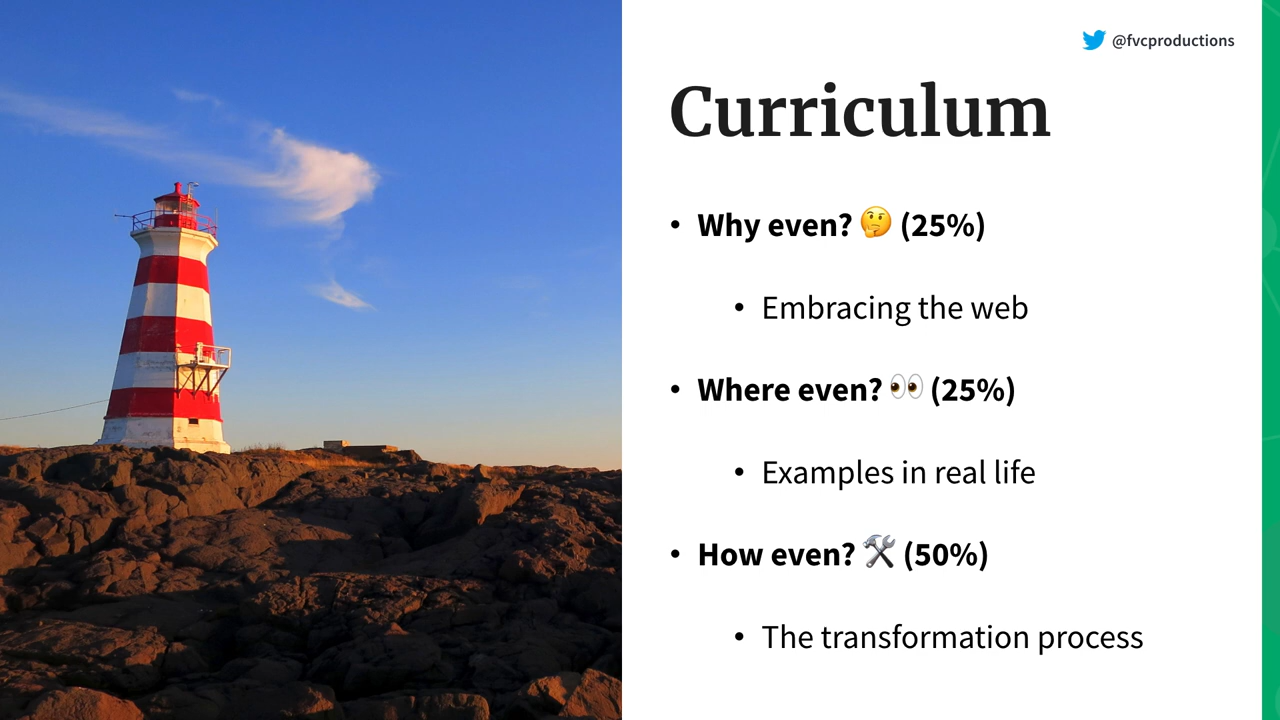 @fvcproductions
Curriculum
• Why even? 🤔 (25%)
• Embracing the web
• Where even? 👀 (25%)
• Examples in real life
• How even? 🛠 (50%)
• The transformation process